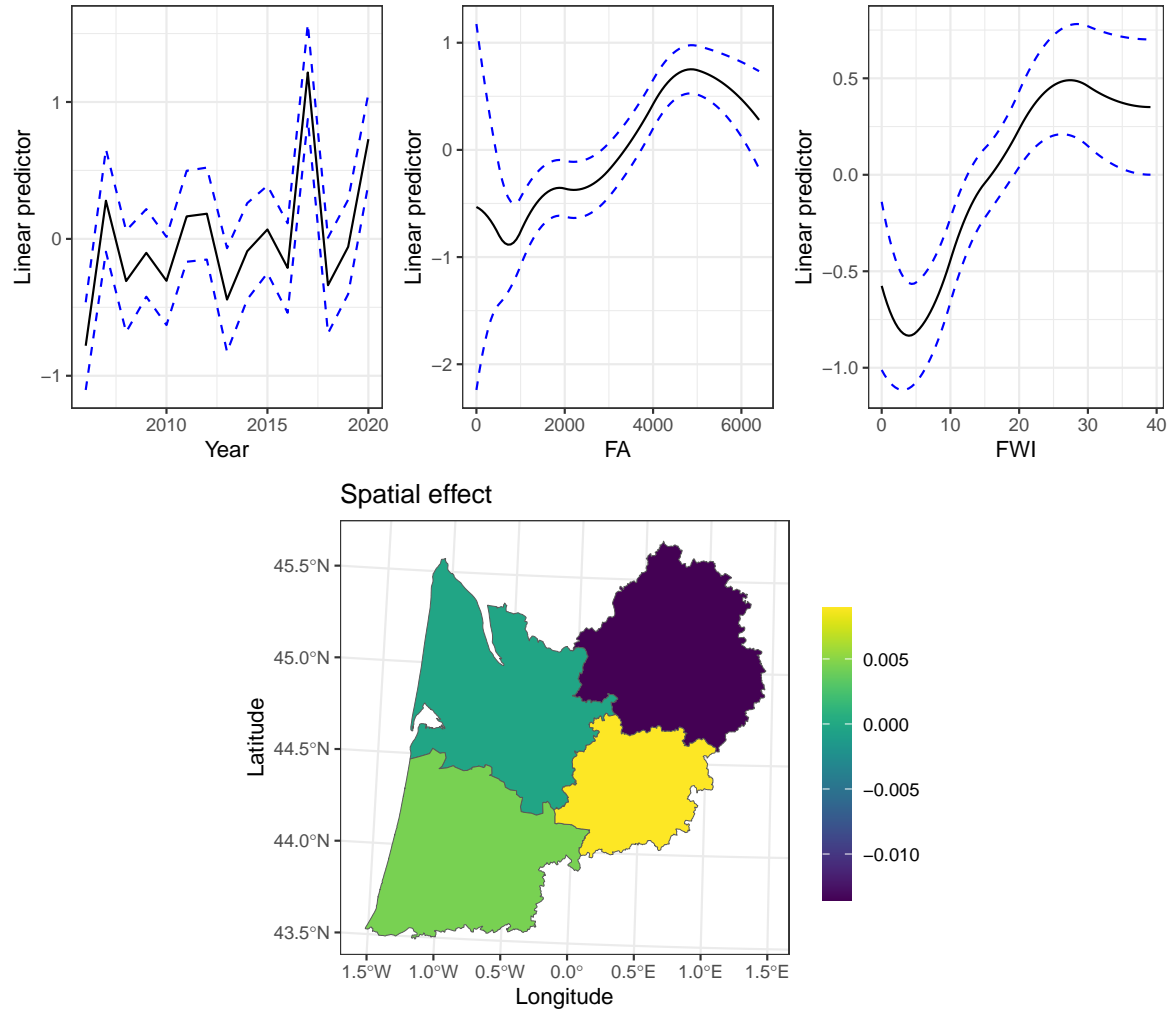 Linear predictor
1
0
−1
2010
2015
2020
Year
Linear predictor
1
0
−1
−2
0
2000
4000
6000
FA
Linear predictor
0.5
0.0
−0.5
−1.0
0
10
20
30
40
FWI
Spatial effect
Latitude
45.5°N
45.0°N
44.5°N
44.0°N
43.5°N
1.5°W
1.0°W
0.5°W
0.0°
0.5°E
1.0°E
1.5°E
Longitude
0.005
0.000
−0.005
−0.010